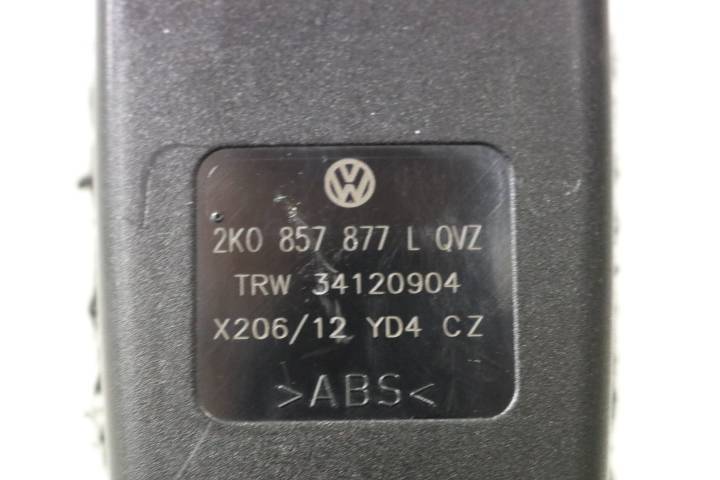 2K0 857 877 L QVZ
TRW 34120904
X206/12 YD4 CZ
>ABS<